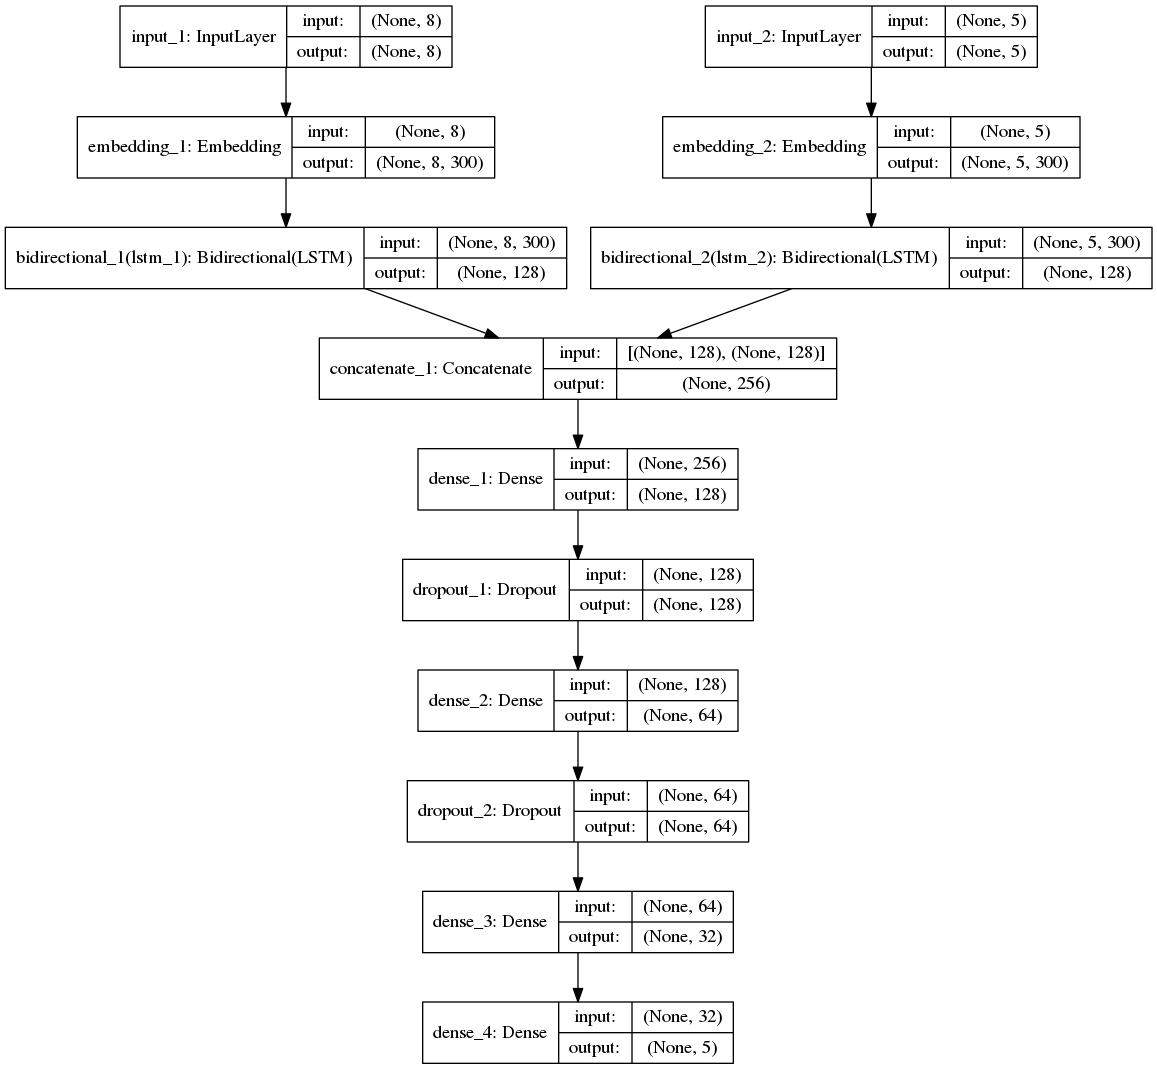 input_1: InputLayer
input: (None, 8)
output: (None, 8)
input_2: InputLayer
input: (None, 5)
output: (None, 5)
embedding_1: Embedding
input: (None, 8)
output: (None, 8, 300)
embedding_2: Embedding
input: (None, 5)
output: (None, 5, 300)
bidirectional_1(lstm_1): Bidirectional(LSTM)
input: (None, 8, 300)
output: (None, 128)
bidirectional_2(lstm_2): Bidirectional(LSTM)
input: (None, 5, 300)
output: (None, 128)
concatenate_1: Concatenate
input: [(None, 128), (None, 128)]
output: (None, 256)
dense_1: Dense
input: (None, 256)
output: (None, 128)
dropout_1: Dropout
input: (None, 128)
output: (None, 128)
dense_2: Dense
input: (None, 128)
output: (None, 64)
dropout_2: Dropout
input: (None, 64)
output: (None, 64)
dense_3: Dense
input: (None, 64)
output: (None, 32)
dense_4: Dense
input: (None, 32)
output: (None, 5)